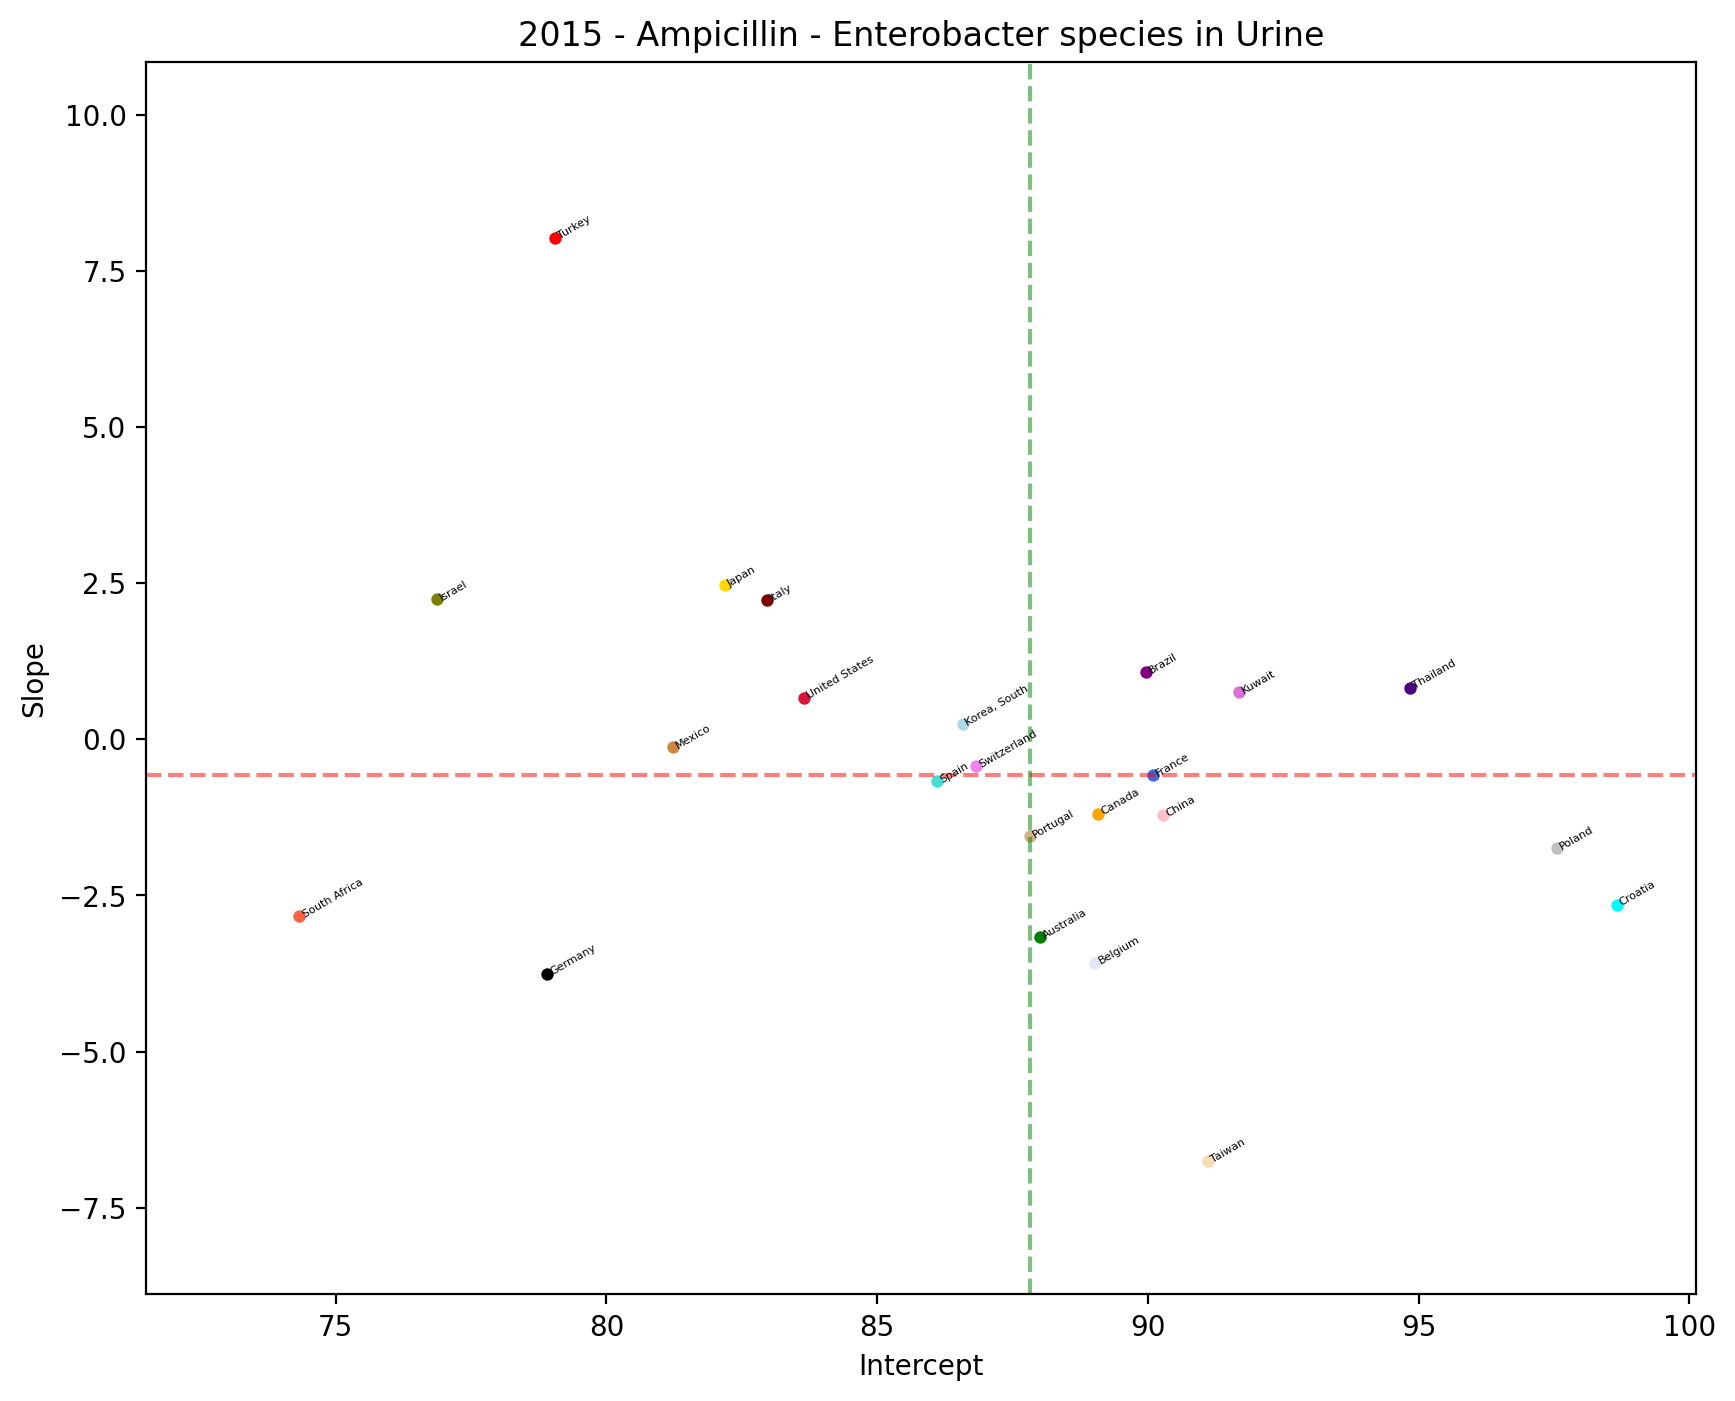 2015 - Ampicillin - Enterobacter species in Urine
10.0
7.5
5.0
2.5
0.0
−2.5
−5.0
−7.5
Slope
Turkey
Israel
Japan
Italy
United States
Korea, South
Brazil
Kuwait
Thailand
Mexico
Spain
Switzerland
France
Portugal
Canada
China
Poland
South Africa
Croatia
Germany
Australia
Belgium
Taiwan
75
80
85
90
95
100
Intercept